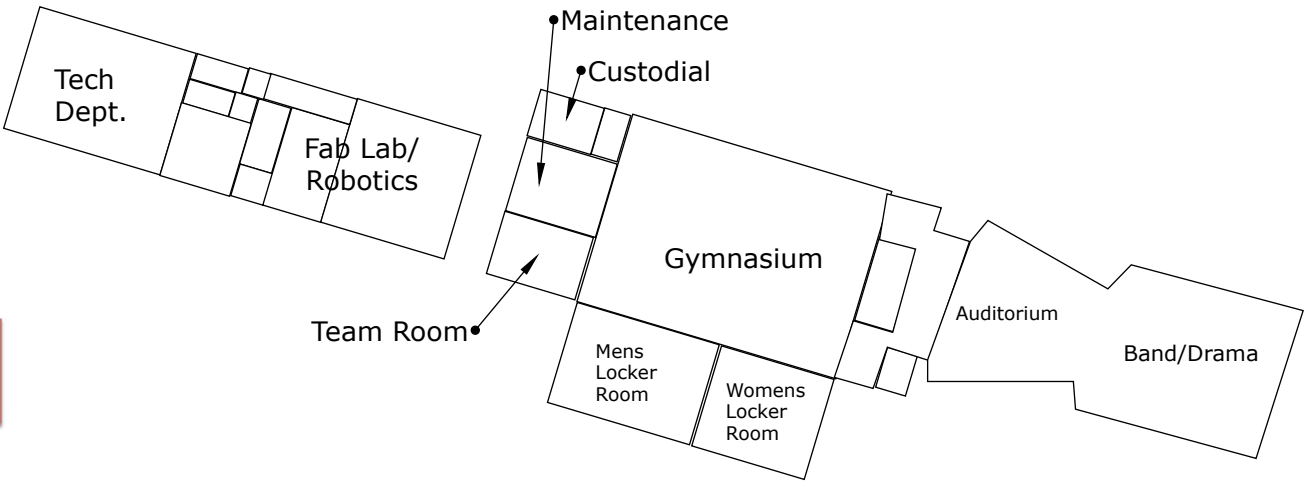 Maintenance
Custodial
Tech
Dept.
Fab Lab/
Robotics
Gymnasium
Team Room
Auditorium
Band/Drama
Mens
Locker
Room
Womens
Locker
Room